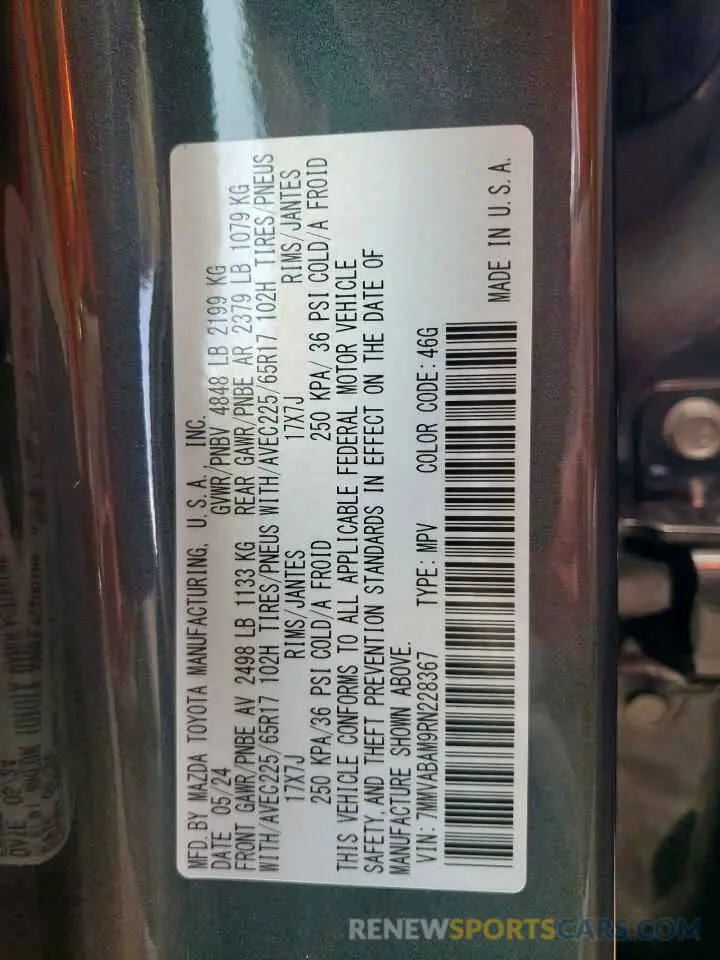 MFD. BY MAZDA TOYOTA MANUFACTURING, U.S.A., INC.
DATE 05/24 GVWR/PNBV 4848 LB 2199 KG
FRONT GAWR/PNBE AV 2498 LB 1133 KG REAR GAWR/PNBE AR 2379 LB 1079 KG
WITH/AVEC225/65R17 102H TIRES/PNEUS WITH/AVEC225/65R17 102H TIRES/PNEUS
17X7J RIMS/JANTES 17X7J RIMS/JANTES
250 KPA/36 PSI COLD/A FROID 250 KPA/ 36 PSI COLD/A FROID
THIS VEHICLE CONFORMS TO ALL APPLICABLE FEDERAL MOTOR VEHICLE
SAFETY, AND THEFT PREVENTION STANDARDS IN EFFECT ON THE DATE OF
MANUFACTURE SHOWN ABOVE.
VIN: 7MMVABAM9RN228367 TYPE: MPV COLOR CODE: 46G
MADE IN U.S.A.
RENEWSPORTSCARS.COM